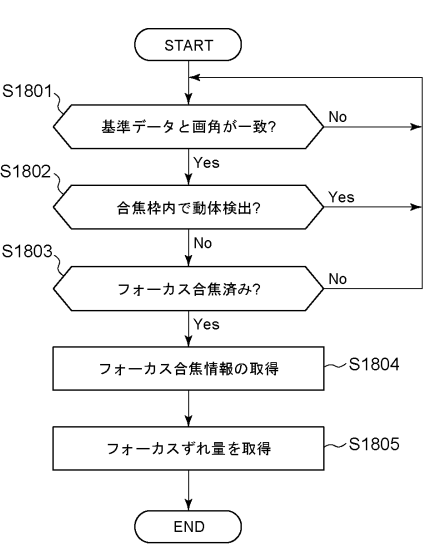 START
S1801
基準データと画角が一致?
No
Yes
S1802
合焦枠内で動体検出?
Yes
No
S1803
フォーカス合焦済み?
No
Yes
フォーカス合焦情報の取得
S1804
フォーカスずれ量を取得
S1805
END